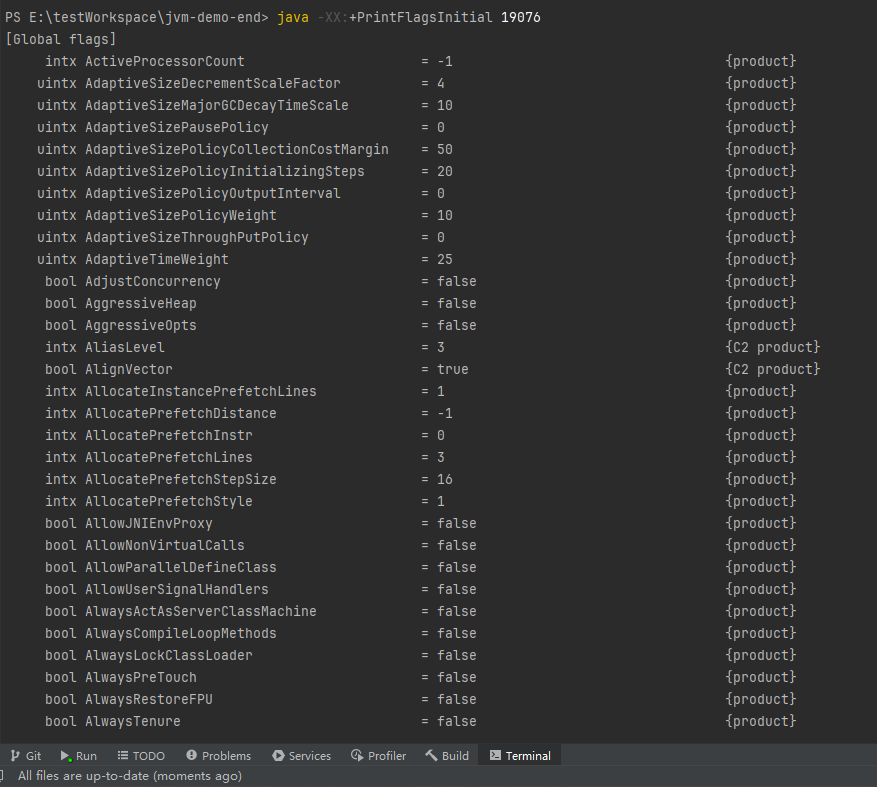 PS E:\testWorkspace\jvm-demo-end> java -XX:+PrintFlagsInitial 19076
[Global flags]
intx ActiveProcessorCount = -1 {product}
uintx AdaptiveSizeDecrementScaleFactor = 4 {product}
uintx AdaptiveSizeMajorGCDecayTimeScale = 10 {product}
uintx AdaptiveSizePausePolicy = 0 {product}
uintx AdaptiveSizePolicyCollectionCostMargin = 50 {product}
uintx AdaptiveSizePolicyInitializingSteps = 20 {product}
uintx AdaptiveSizePolicyOutputInterval = 0 {product}
uintx AdaptiveSizePolicyWeight = 10 {product}
uintx AdaptiveSizeThroughPutPolicy = 0 {product}
uintx AdaptiveTimeWeight = 25 {product}
bool AdjustConcurrency = false {product}
bool AggressiveHeap = false {product}
bool AggressiveOpts = false {product}
intx AliasLevel = 3 {C2 product}
bool AlignVector = true {C2 product}
intx AllocateInstancePrefetchLines = 1 {product}
intx AllocatePrefetchDistance = -1 {product}
intx AllocatePrefetchInstr = 0 {product}
intx AllocatePrefetchLines = 3 {product}
intx AllocatePrefetchStepSize = 16 {product}
intx AllocatePrefetchStyle = 1 {product}
bool AllowJNIEnvProxy = false {product}
bool AllowNonVirtualCalls = false {product}
bool AllowParallelDefineClass = false {product}
bool AllowUserSignalHandlers = false {product}
bool AlwaysActAsServerClassMachine = false {product}
bool AlwaysCompileLoopMethods = false {product}
bool AlwaysLockClassLoader = false {product}
bool AlwaysPreTouch = false {product}
bool AlwaysRestoreFPU = false {product}
bool AlwaysTenure = false {product}
Git Run TODO Problems Services Profiler Build Terminal
All files are up-to-date (moments ago)